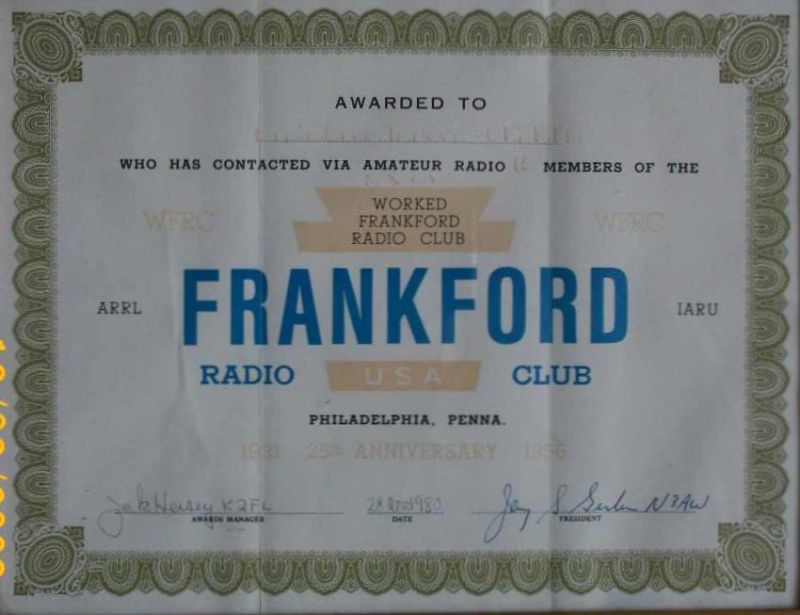 AWARDED TO
WHO HAS CONTACTED VIA AMATEUR RADIO MEMBERS OF THE
WORKED
FRANKFORD
RADIO CLUB
WFRC WFRC
FRANKFORD
ARRL IARU
RADIO U.S.A. CLUB
PHILADELPHIA, PENNA.
1931 25th ANNIVERSARY 1956
K2FL 1980 N3AW
AWARDS MANAGER DATE PRESIDENT